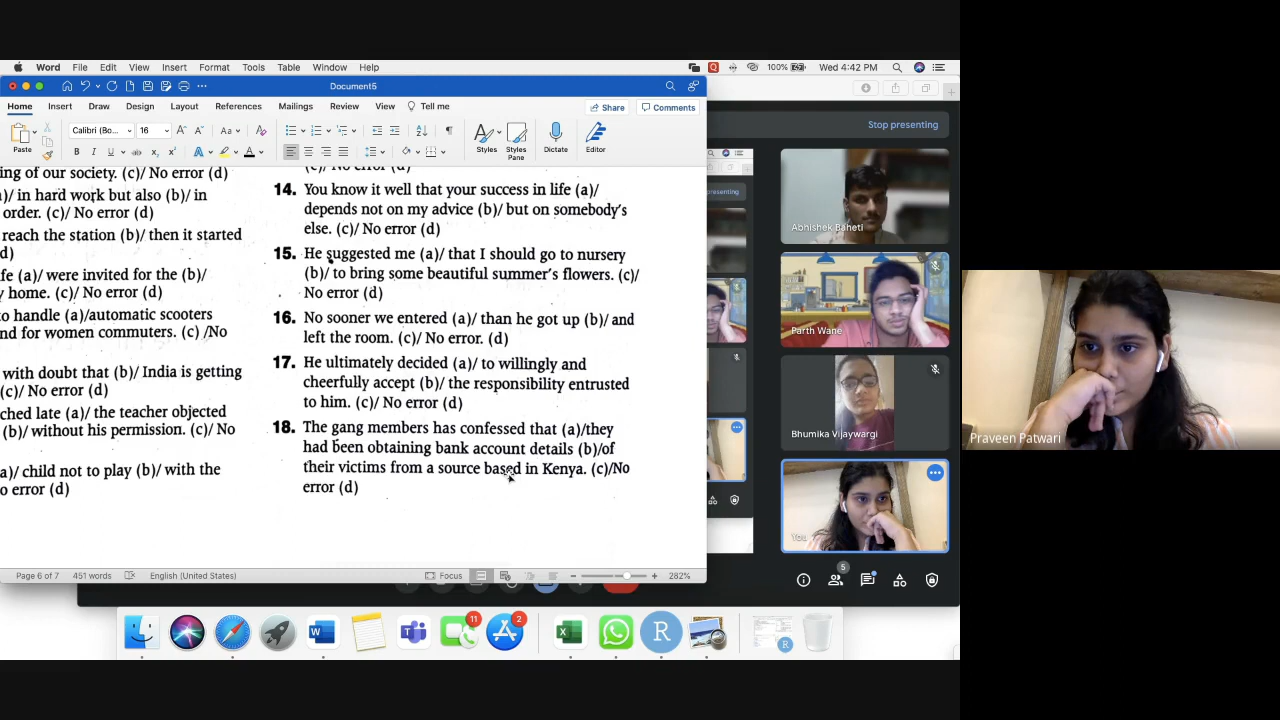 Word File Edit View Insert Format Tools Table Window Help
100% Wed 4:42 PM
Document5
Home Insert Draw Design Layout References Mailings Review View Tell me
Share Comments
Stop presenting
Paste
Calibri (Bo... 16
Aa
B I U ab x x A A
Styles
Styles Pane
Dictate
Editor
ing of our society. (c)/ No error (d)
a)/ in hard work but also (b)/ in
order. (c)/ No error (d)
reach the station (b)/ then it started
d)
ife (a)/ were invited for the (b)/
y home. (c)/ No error (d)
to handle (a)/automatic scooters
nd for women commuters. (c) /No
with doubt that (b)/ India is getting
(c)/ No error (d)
ched late (a)/ the teacher objected
(b)/ without his permission. (c)/ No
a)/ child not to play (b)/ with the
o error (d)
(c)/ No error (d)
14. You know it well that your success in life (a)/
depends not on my advice (b)/ but on somebody's
else. (c)/ No error (d)
15. He suggested me (a)/ that I should go to nursery
(b)/ to bring some beautiful summer's flowers. (c)/
No error (d)
16. No sooner we entered (a)/ than he got up (b)/ and
left the room. (c)/ No error. (d)
17. He ultimately decided (a)/ to willingly and
cheerfully accept (b)/ the responsibility entrusted
to him. (c)/ No error (d)
18. The gang members has confessed that (a)/they
had been obtaining bank account details (b)/of
their victims from a source based in Kenya. (c)/No
error (d)
Page 6 of 7 451 words English (United States) Focus 282%
presenting
Abhishek Baheti
Parth Wane
Bhumika Vijaywargi
You
5
11
2
R
Praveen Patwari